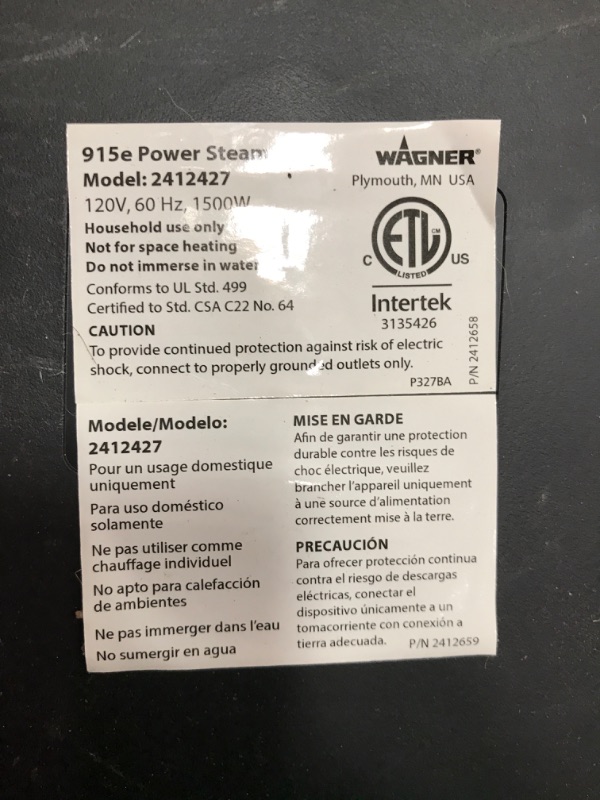 915e Power Steam
Model: 2412427
120V, 60 Hz, 1500W
Household use only
Not for space heating
Do not immerse in water
Conforms to UL Std. 499
Certified to Std. CSA C22 No. 64
WAGNER®
Plymouth, MN USA
ETL CM
C US
LISTED
Intertek
3135426
CAUTION
To provide continued protection against risk of electric
shock, connect to properly grounded outlets only.
P327BA
P/N 2412658
Modele/Modelo:
2412427
Pour un usage domestique
uniquement
Para uso doméstico
solamente
Ne pas utiliser comme
chauffage individuel
No apto para calefacción
de ambientes
Ne pas immerger dans l'eau
No sumergir en agua
MISE EN GARDE
Afin de garantir une protection
durable contre les risques de
choc électrique, veuillez
brancher l'appareil uniquement
à une source d'alimentation
correctement mise à la terre.
PRECAUCIÓN
Para ofrecer protección continua
contra el riesgo de descargas
eléctricas, conectar el
dispositivo únicamente a un
tomacorriente con conexión a
tierra adecuada. P/N 2412659